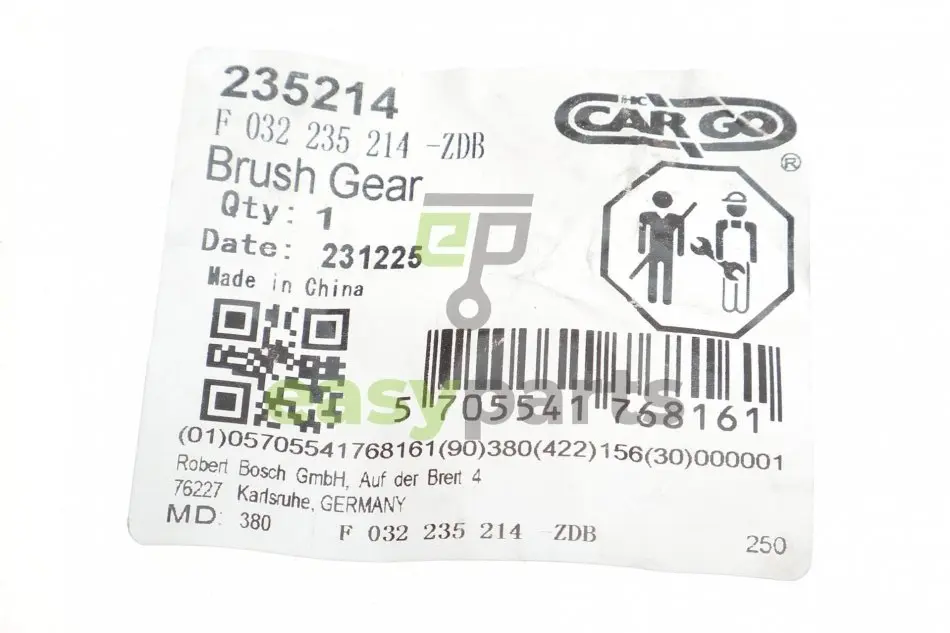 235214
F 032 235 214 -ZDB
Brush Gear
Qty: 1
Date: 231225
Made in China
HC
CARGO
®
ep
easyparts
5 705541 768161
(01)05705541768161(90)380(422)156(30)000001
Robert Bosch GmbH, Auf der Breit 4
76227 Karlsruhe, GERMANY
MD: 380
F 032 235 214 -ZDB
250